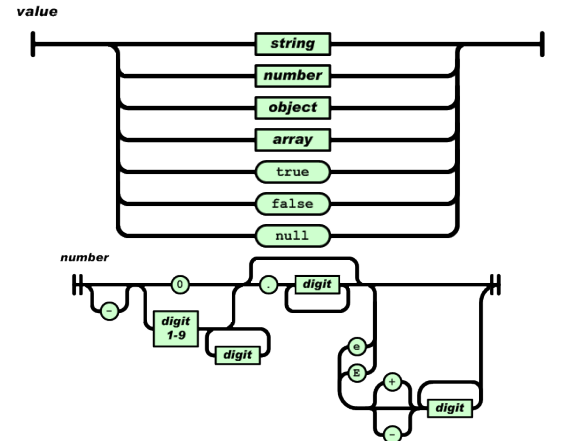 value
string
number
object
array
true
false
null
number
0 . digit
-
digit
1-9
digit
e
E
+
digit
-